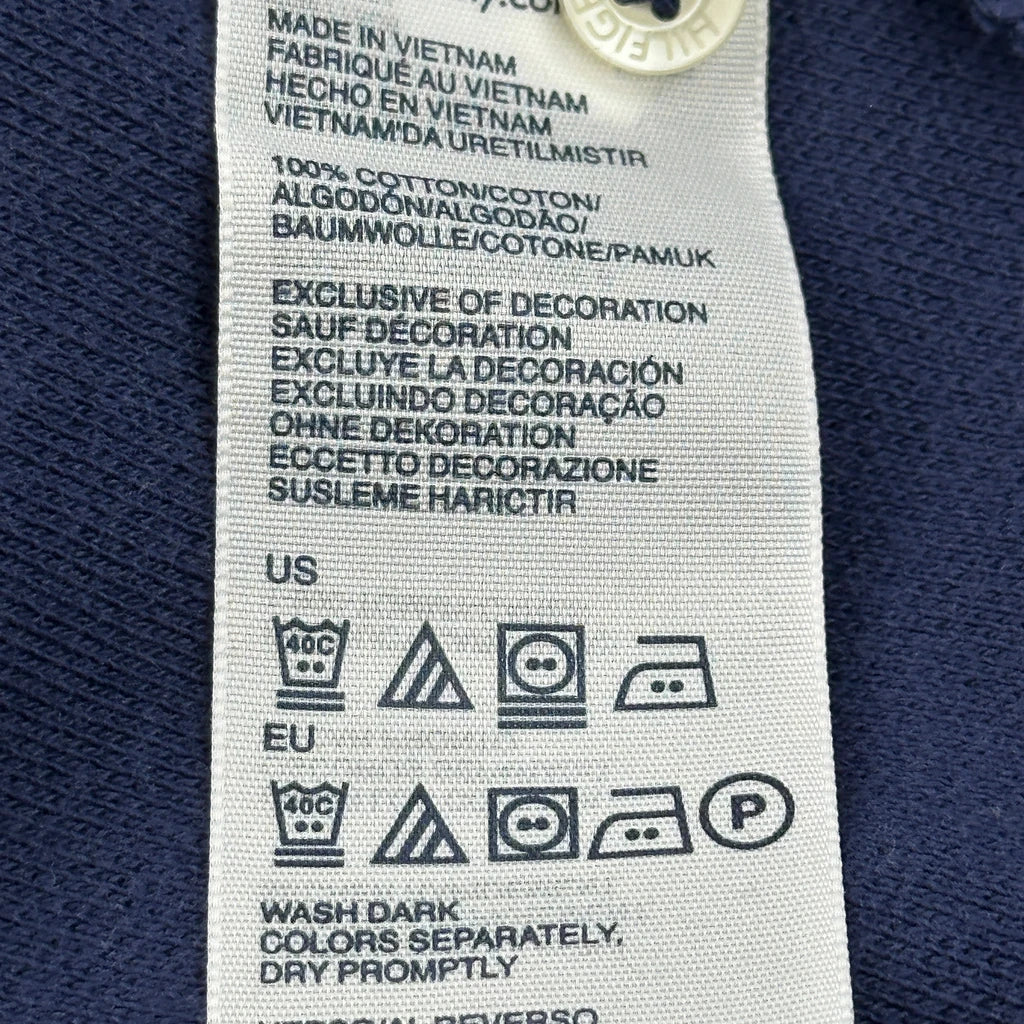 HILFIGE
MADE IN VIETNAM
FABRIQUÉ AU VIETNAM
HECHO EN VIETNAM
VIETNAM'DA URETILMISTIR
100% COTTON/COTON/
ALGODÓN/ALGODÃO/
BAUMWOLLE/COTONE/PAMUK
EXCLUSIVE OF DECORATION
SAUF DÉCORATION
EXCLUYE LA DECORACIÓN
EXCLUINDO DECORAÇÃO
OHNE DEKORATION
ECCETTO DECORAZIONE
SUSLEME HARICTIR
US
40C
EU
40C
P
WASH DARK
COLORS SEPARATELY,
DRY PROMPTLY